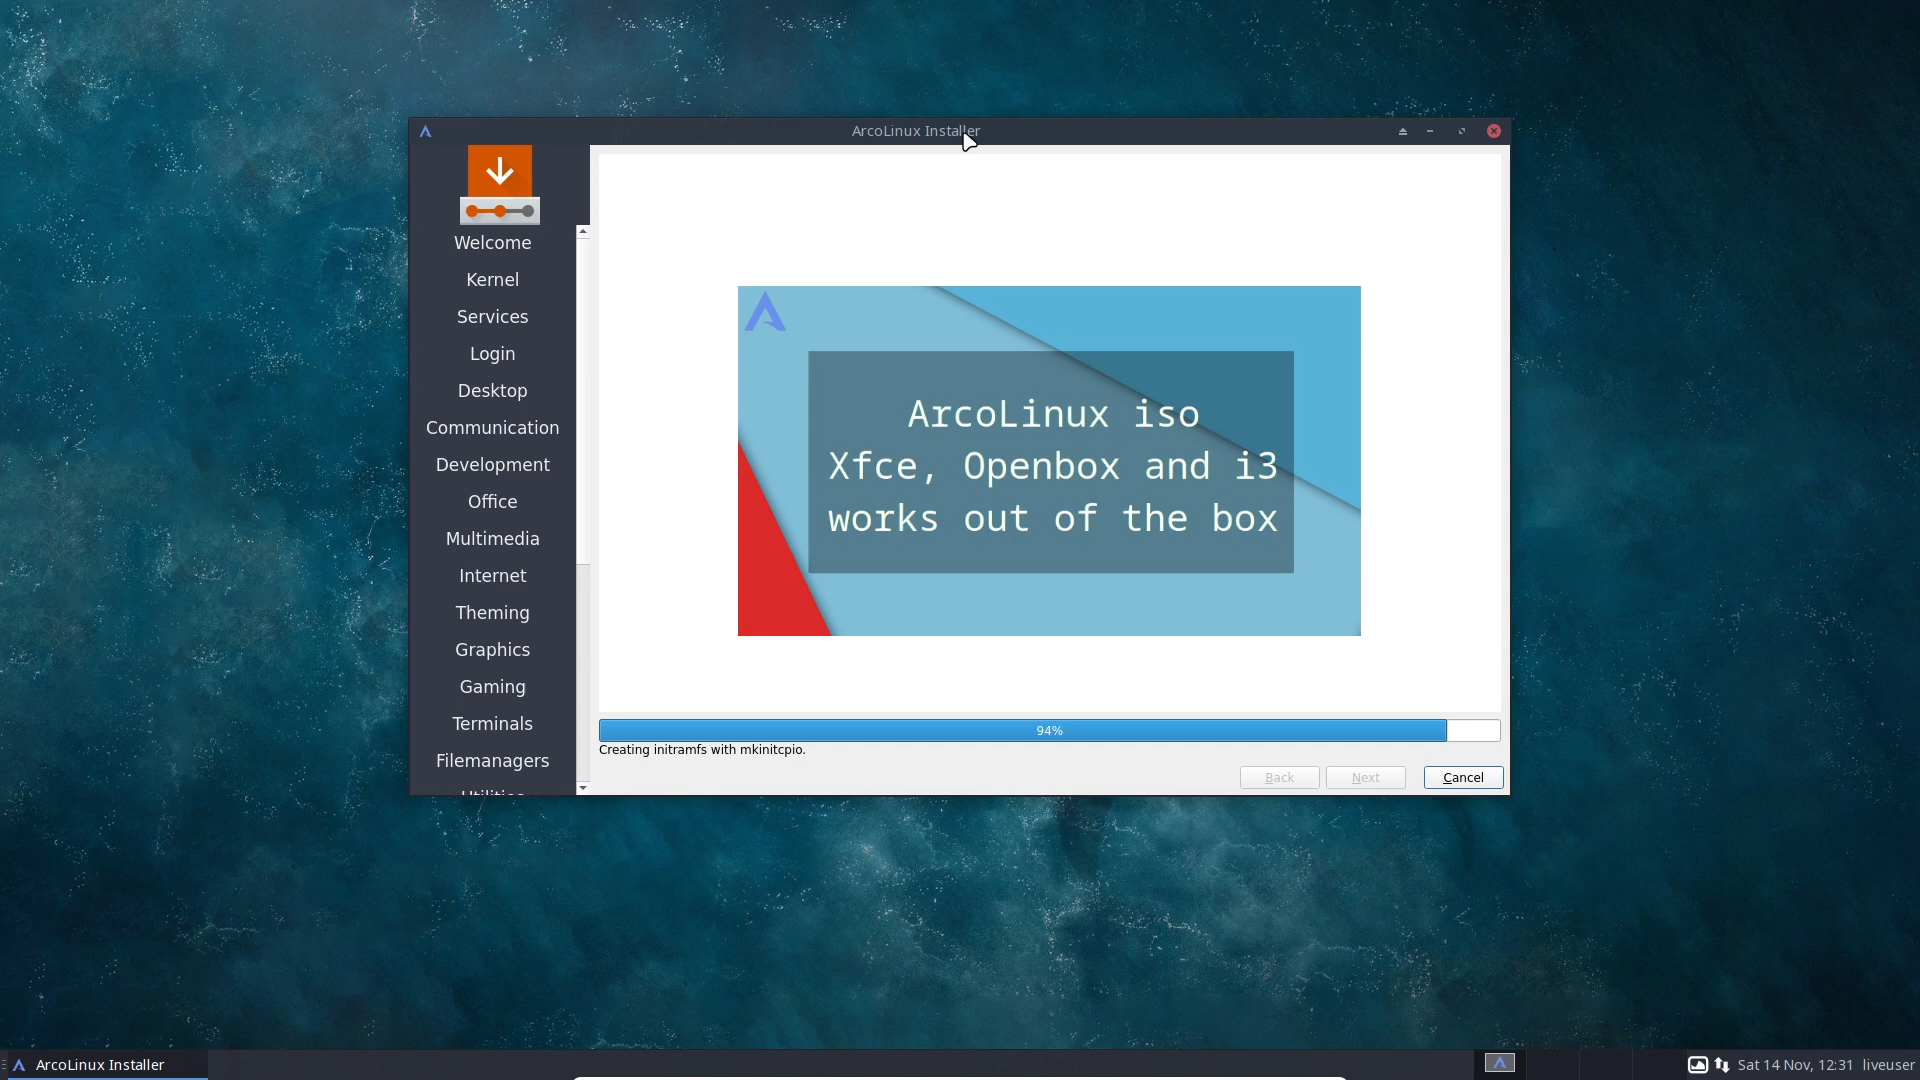 ArcoLinux Installer
Welcome
Kernel
Services
Login
Desktop
Communication
Development
Office
Multimedia
Internet
Theming
Graphics
Gaming
Terminals
Filemanagers
Utilities
ArcoLinux iso
Xfce, Openbox and i3
works out of the box
94%
Creating initramfs with mkinitcpio.
Back Next Cancel
ArcoLinux Installer
Sat 14 Nov, 12:31 liveuser